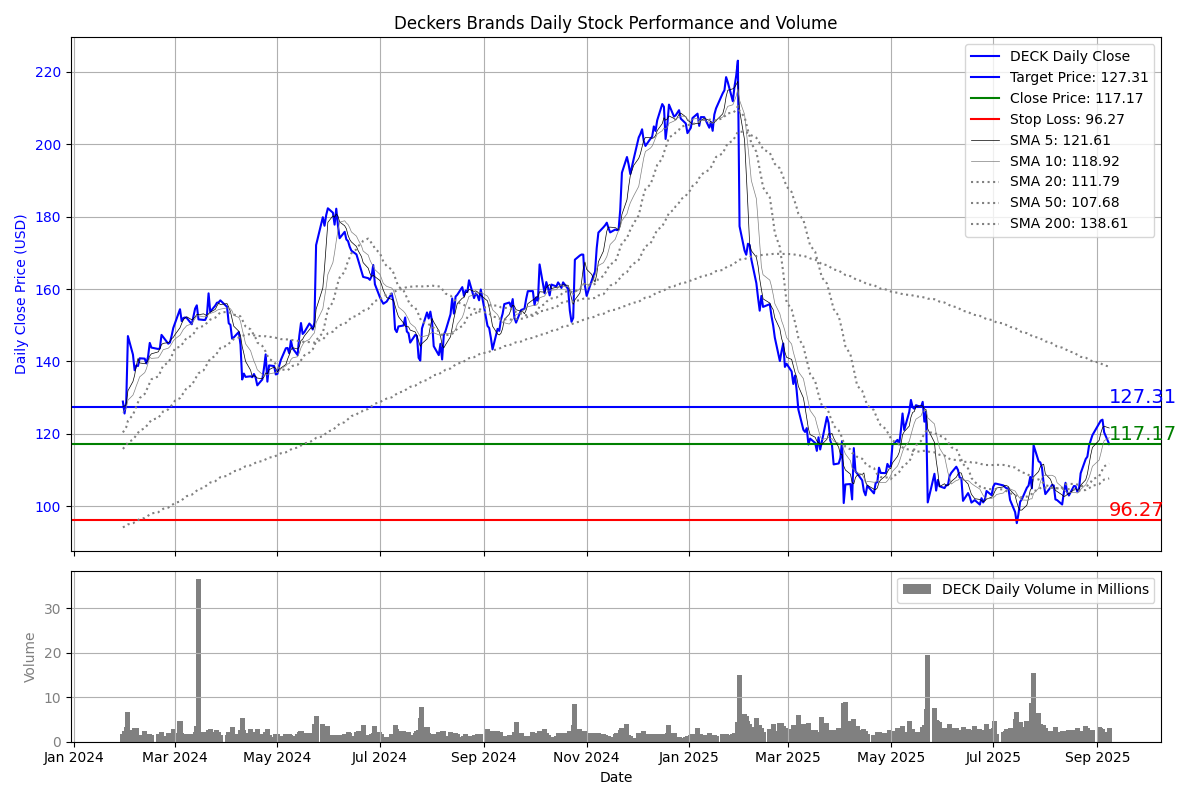 Deckers Brands Daily Stock Performance and Volume
Daily Close Price (USD)
220
200
180
160
140
120
100
DECK Daily Close
Target Price: 127.31
Close Price: 117.17
Stop Loss: 96.27
SMA 5: 121.61
SMA 10: 118.92
SMA 20: 111.79
SMA 50: 107.68
SMA 200: 138.61
127.31
117.17
96.27
Volume
30
20
10
0
DECK Daily Volume in Millions
Jan 2024
Mar 2024
May 2024
Jul 2024
Sep 2024
Nov 2024
Jan 2025
Mar 2025
May 2025
Jul 2025
Sep 2025
Date